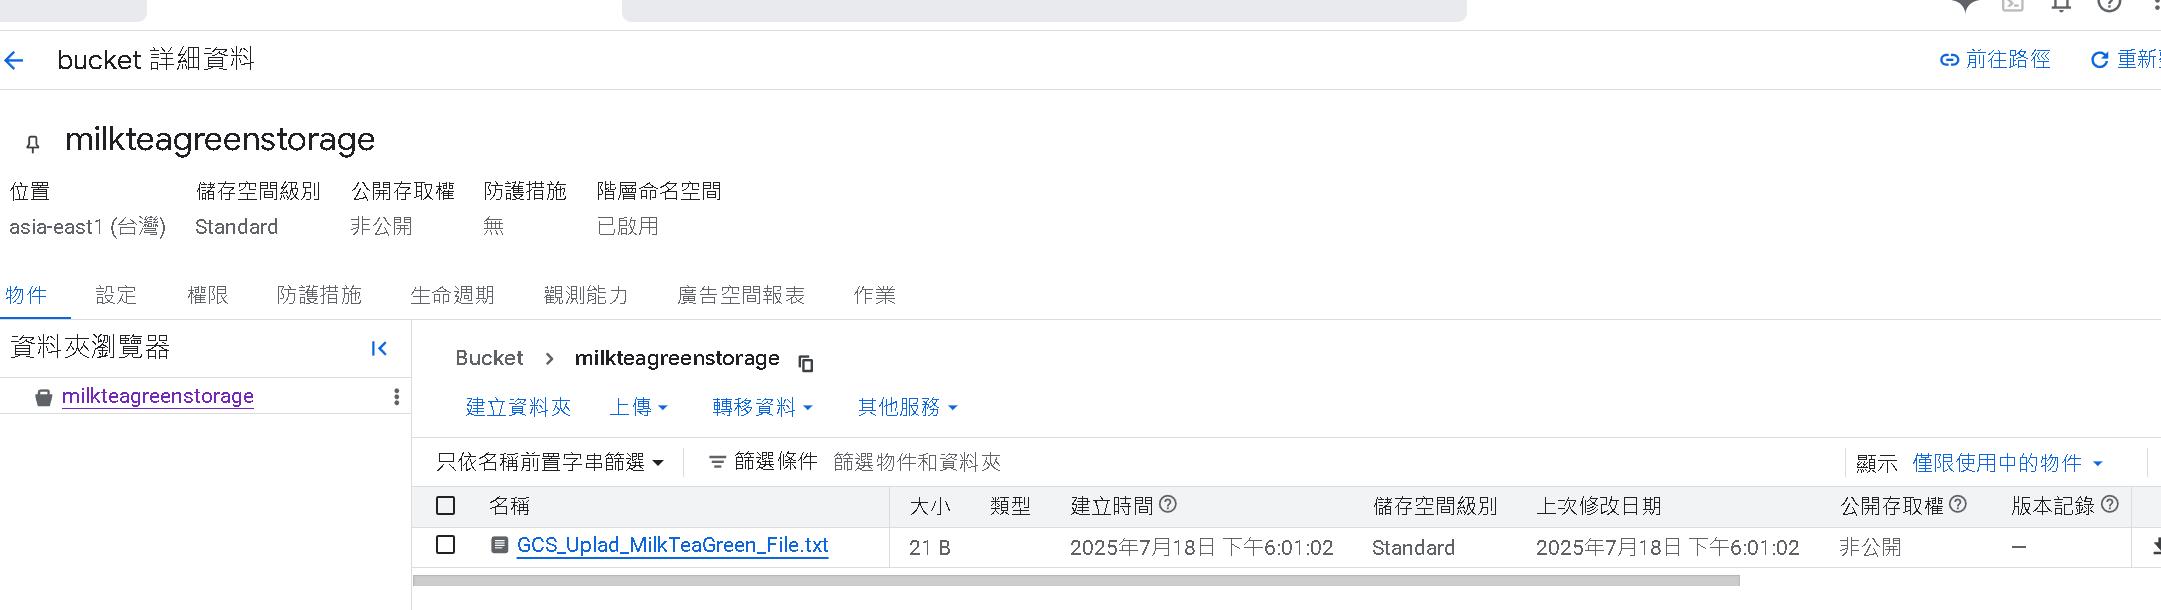 bucket 詳細資料
前往路徑
重新
milkteagreenstorage
位置 儲存空間級別 公開存取權 防護措施 階層命名空間
asia-east1 (台灣) Standard 非公開 無 已啟用
物件 設定 權限 防護措施 生命週期 觀測能力 廣告空間報表 作業
資料夾瀏覽器
milkteagreenstorage
Bucket > milkteagreenstorage
建立資料夾 上傳 轉移資料 其他服務
只依名稱前置字串篩選 篩選條件 篩選物件和資料夾 顯示 僅限使用中的物件
名稱 大小 類型 建立時間 儲存空間級別 上次修改日期 公開存取權 版本記錄
GCS_Uplad_MilkTeaGreen_File.txt 21 B 2025年7月18日 下午6:01:02 Standard 2025年7月18日 下午6:01:02 非公開 —